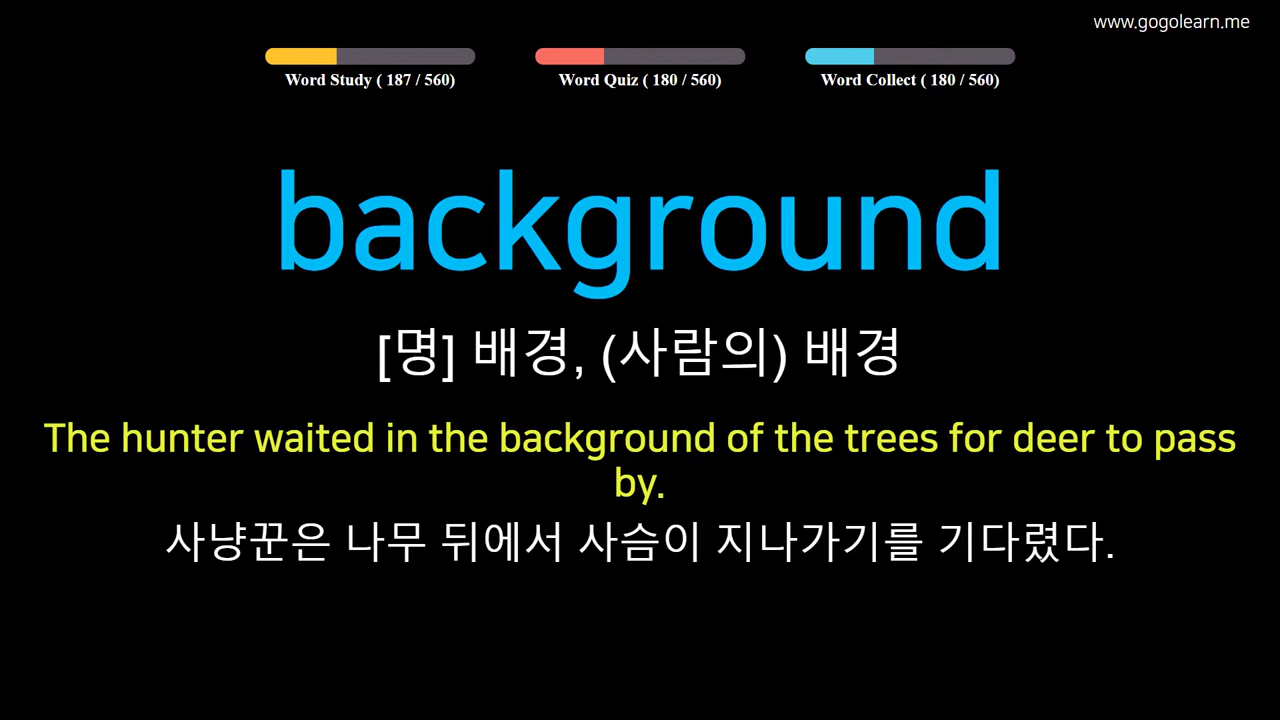 www.gogolearn.me
Word Study ( 187 / 560)
Word Quiz ( 180 / 560)
Word Collect ( 180 / 560)
background
[명] 배경, (사람의) 배경
The hunter waited in the background of the trees for deer to pass
by.
사냥꾼은 나무 뒤에서 사슴이 지나가기를 기다렸다.